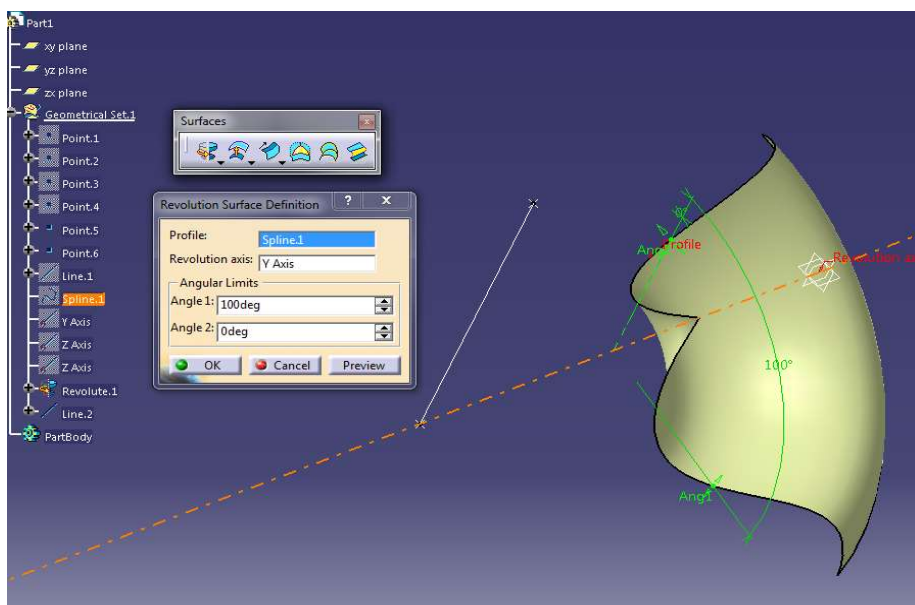 Part1
xy plane
yz plane
zx plane
Geometrical Set.1
Point.1
Point.2
Point.3
Point.4
Point.5
Point.6
Line.1
Spline.1
Y Axis
Z Axis
Z Axis
Revolute.1
Line.2
PartBody
Surfaces
Revolution Surface Definition ? X
Profile: Spline.1
Revolution axis: Y Axis
Angular Limits
Angle 1: 100deg
Angle 2: 0deg
OK Cancel Preview
Profile
Revolution ax
100°
Ang1